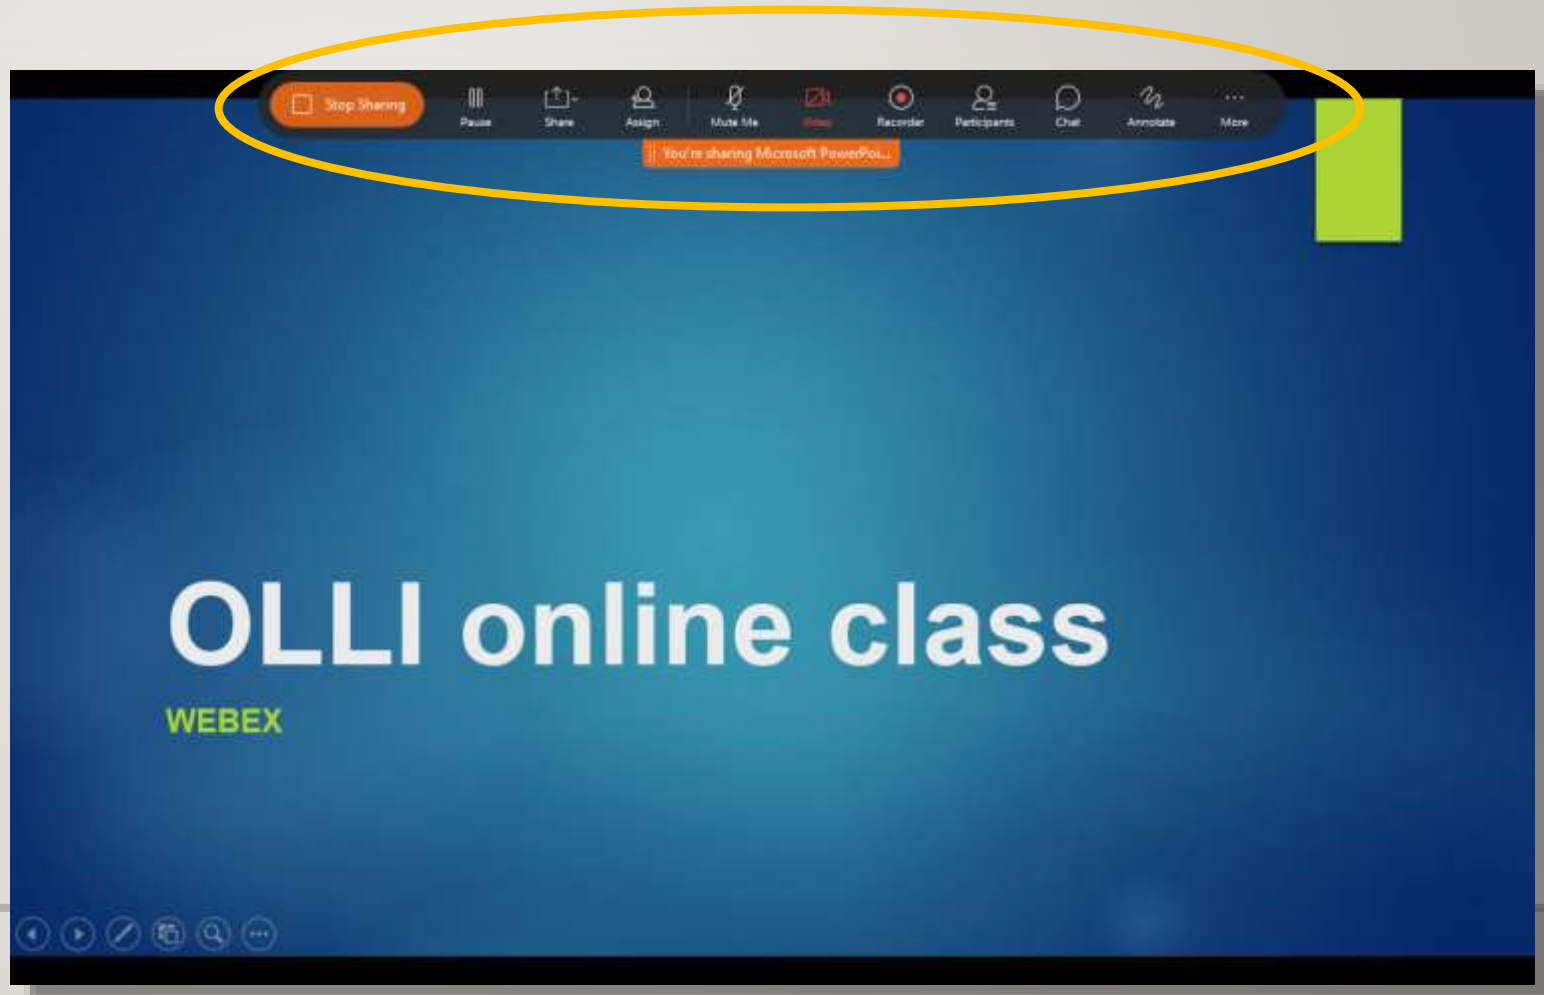 Stop Sharing
Pause Share Assign Mute Me Video Recorder Participants Chat Annotate More
You're sharing Microsoft PowerPoi...
OLLI online class
WEBEX